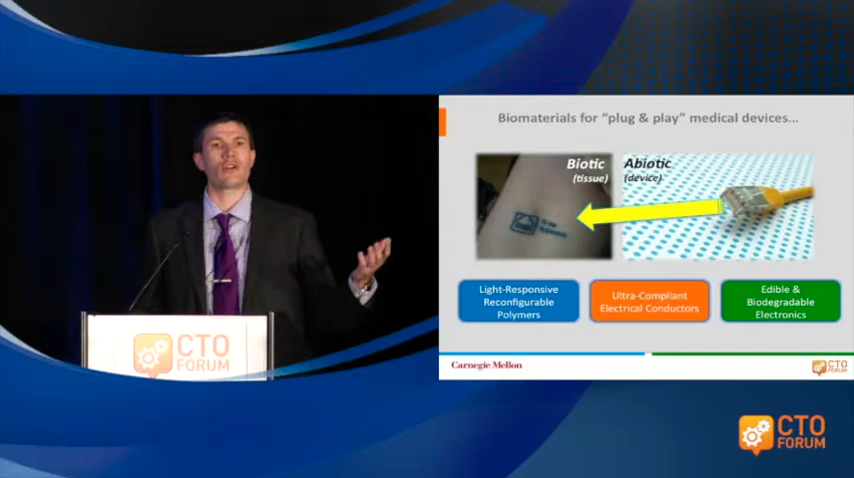 Biomaterials for “plug & play” medical devices...
Biotic
(tissue)
Abiotic
(device)
Light-Responsive
Reconfigurable
Polymers
Ultra-Compliant
Electrical Conductors
Edible &
Biodegradable
Electronics
Carnegie Mellon
CTO
FORUM
CTO
FORUM
CTO
FORUM